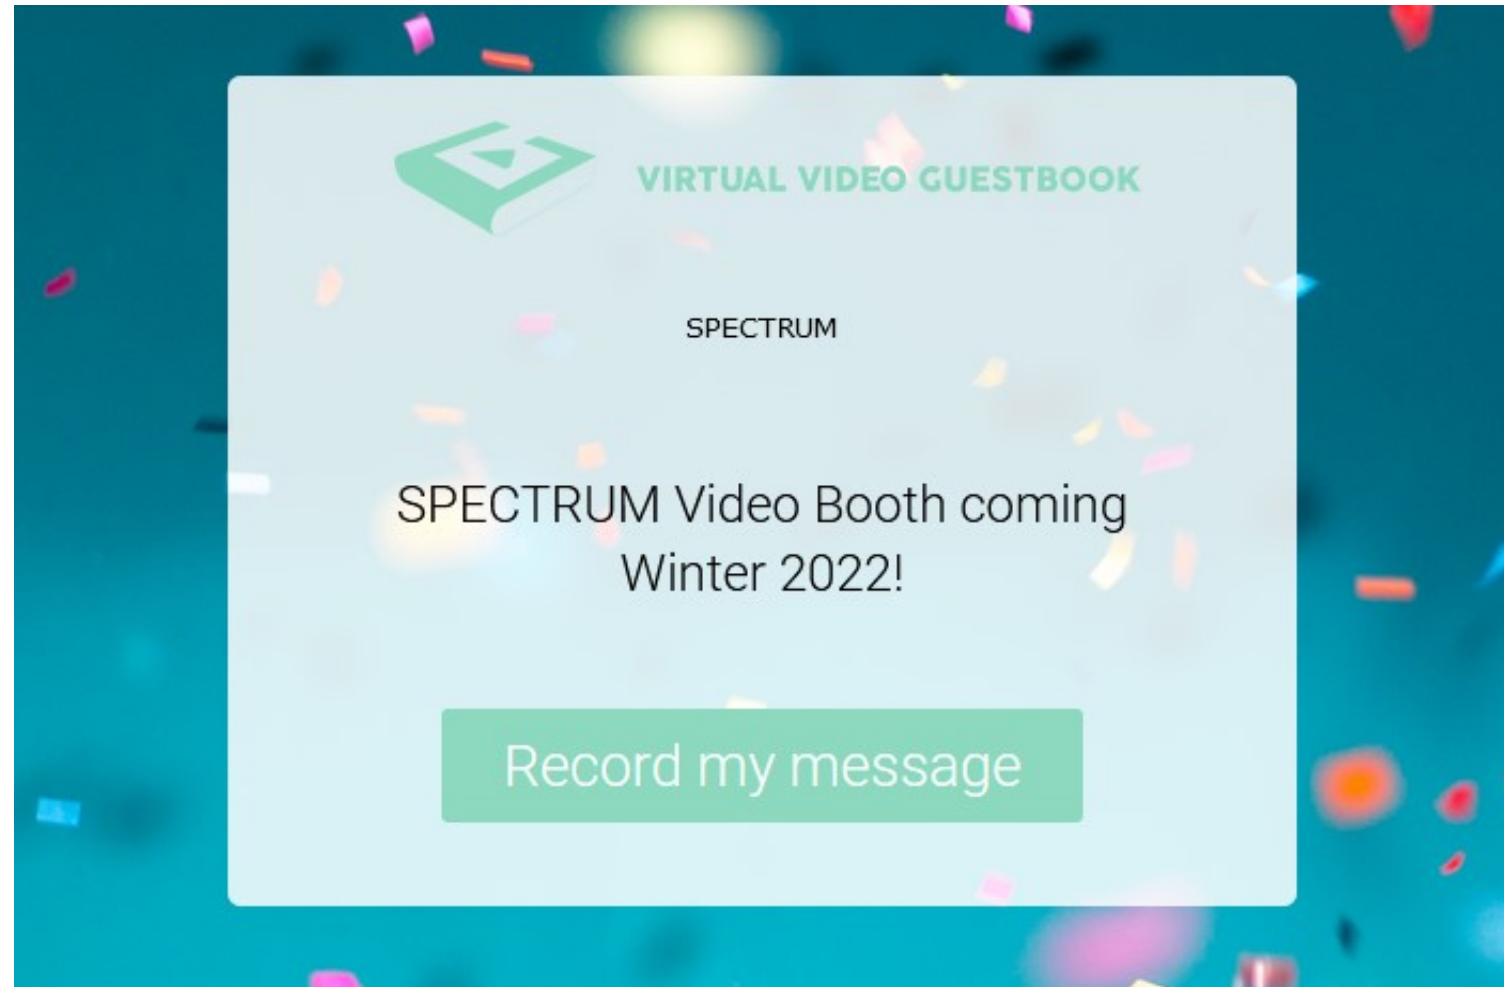 VIRTUAL VIDEO GUESTBOOK
SPECTRUM
SPECTRUM Video Booth coming
Winter 2022!
Record my message